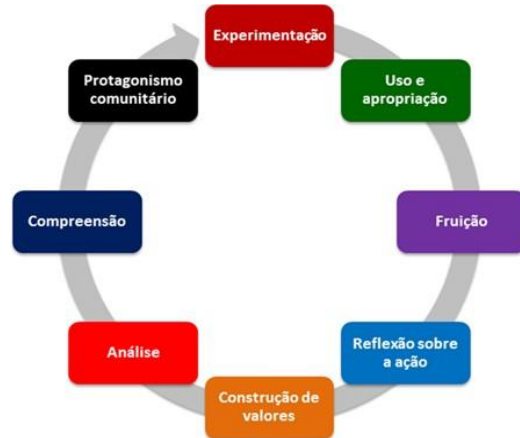 Experimentação
Uso e
apropriação
Fruição
Reflexão sobre
a ação
Construção de
valores
Análise
Compreensão
Protagonismo
comunitário